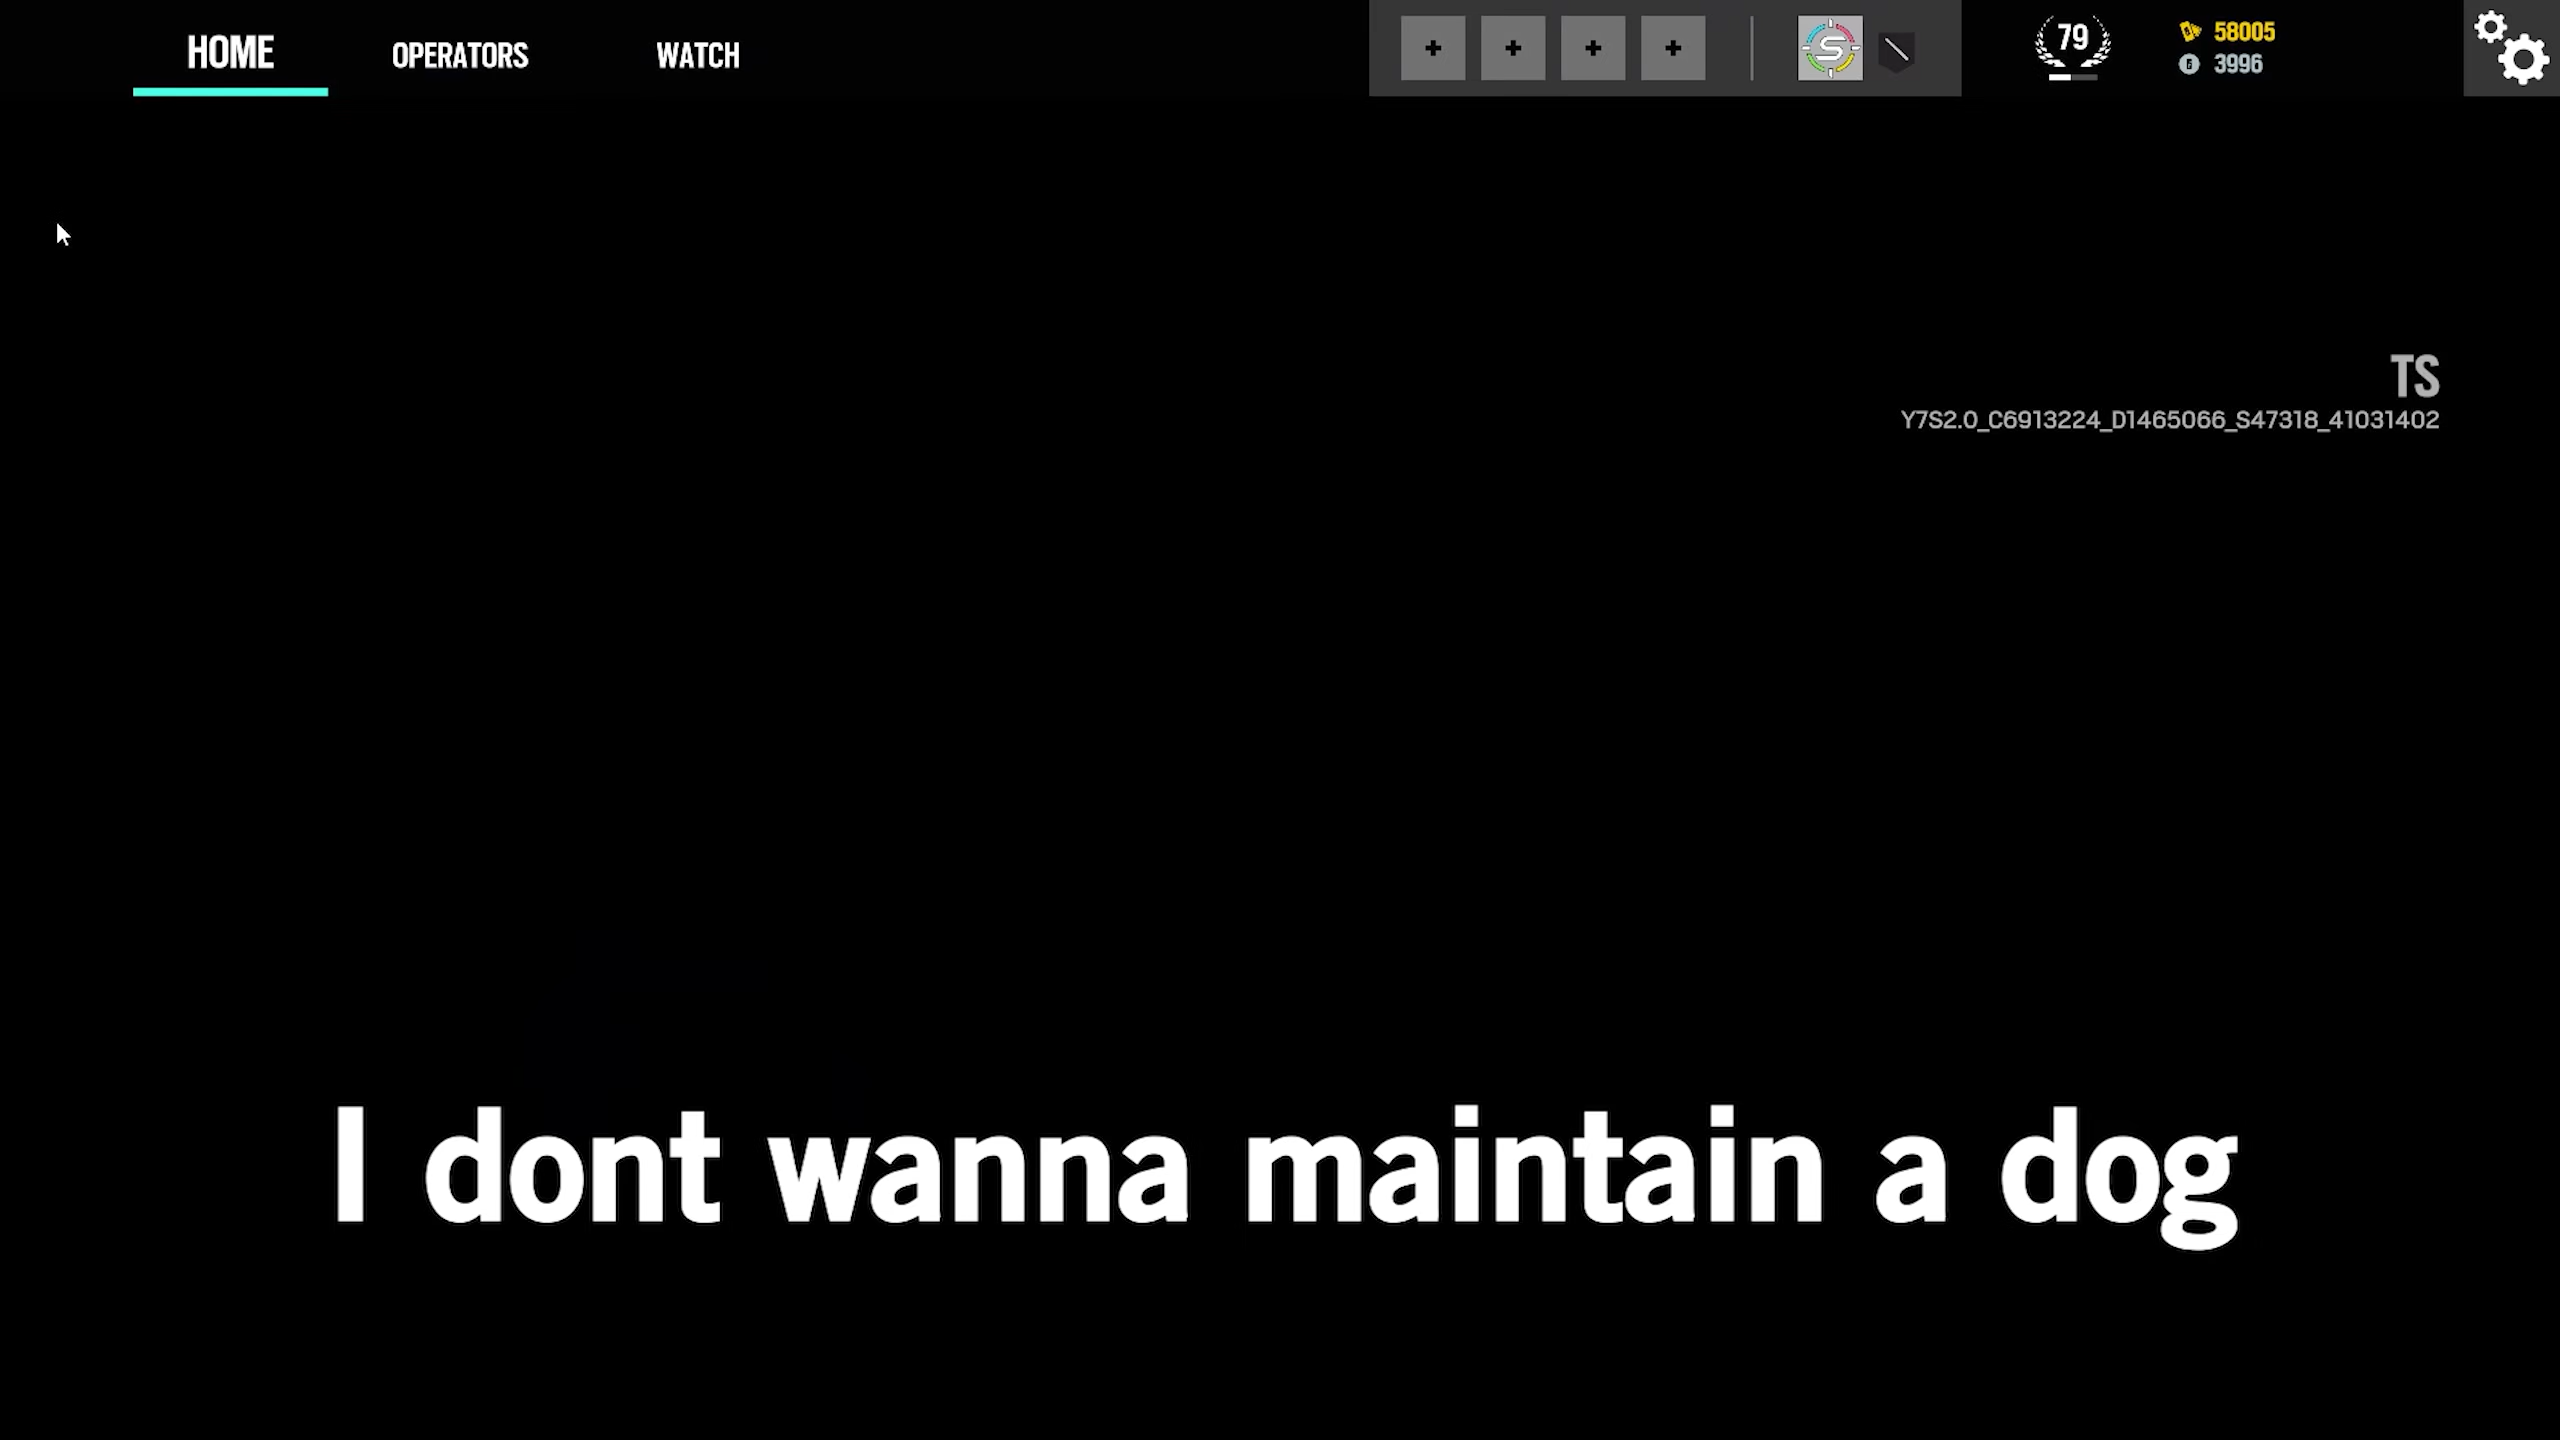 HOME
OPERATORS
WATCH
+ + + +
79
58005
3996
TS
Y7S2.0_C6913224_D1465066_S47318_41031402
I dont wanna maintain a dog